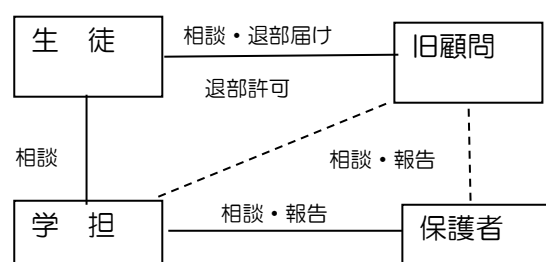 生　徒
相談・退部届け
旧顧問
退部許可
相談
相談・報告
学　担
相談・報告
保護者